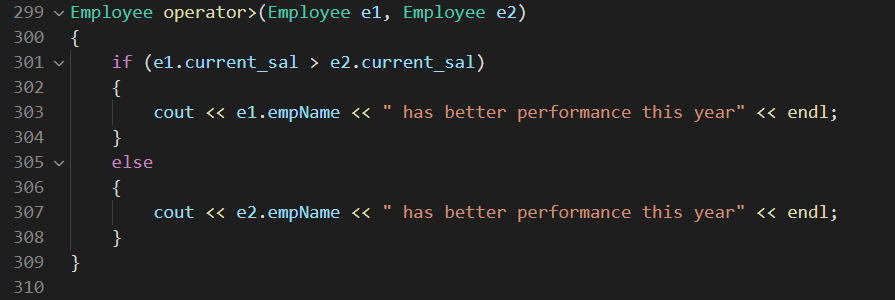 299 Employee operator>(Employee e1, Employee e2)
300 {
301     if (e1.current_sal > e2.current_sal)
302     {
303         cout << e1.empName << " has better performance this year" << endl;
304     }
305     else
306     {
307         cout << e2.empName << " has better performance this year" << endl;
308     }
309 }
310